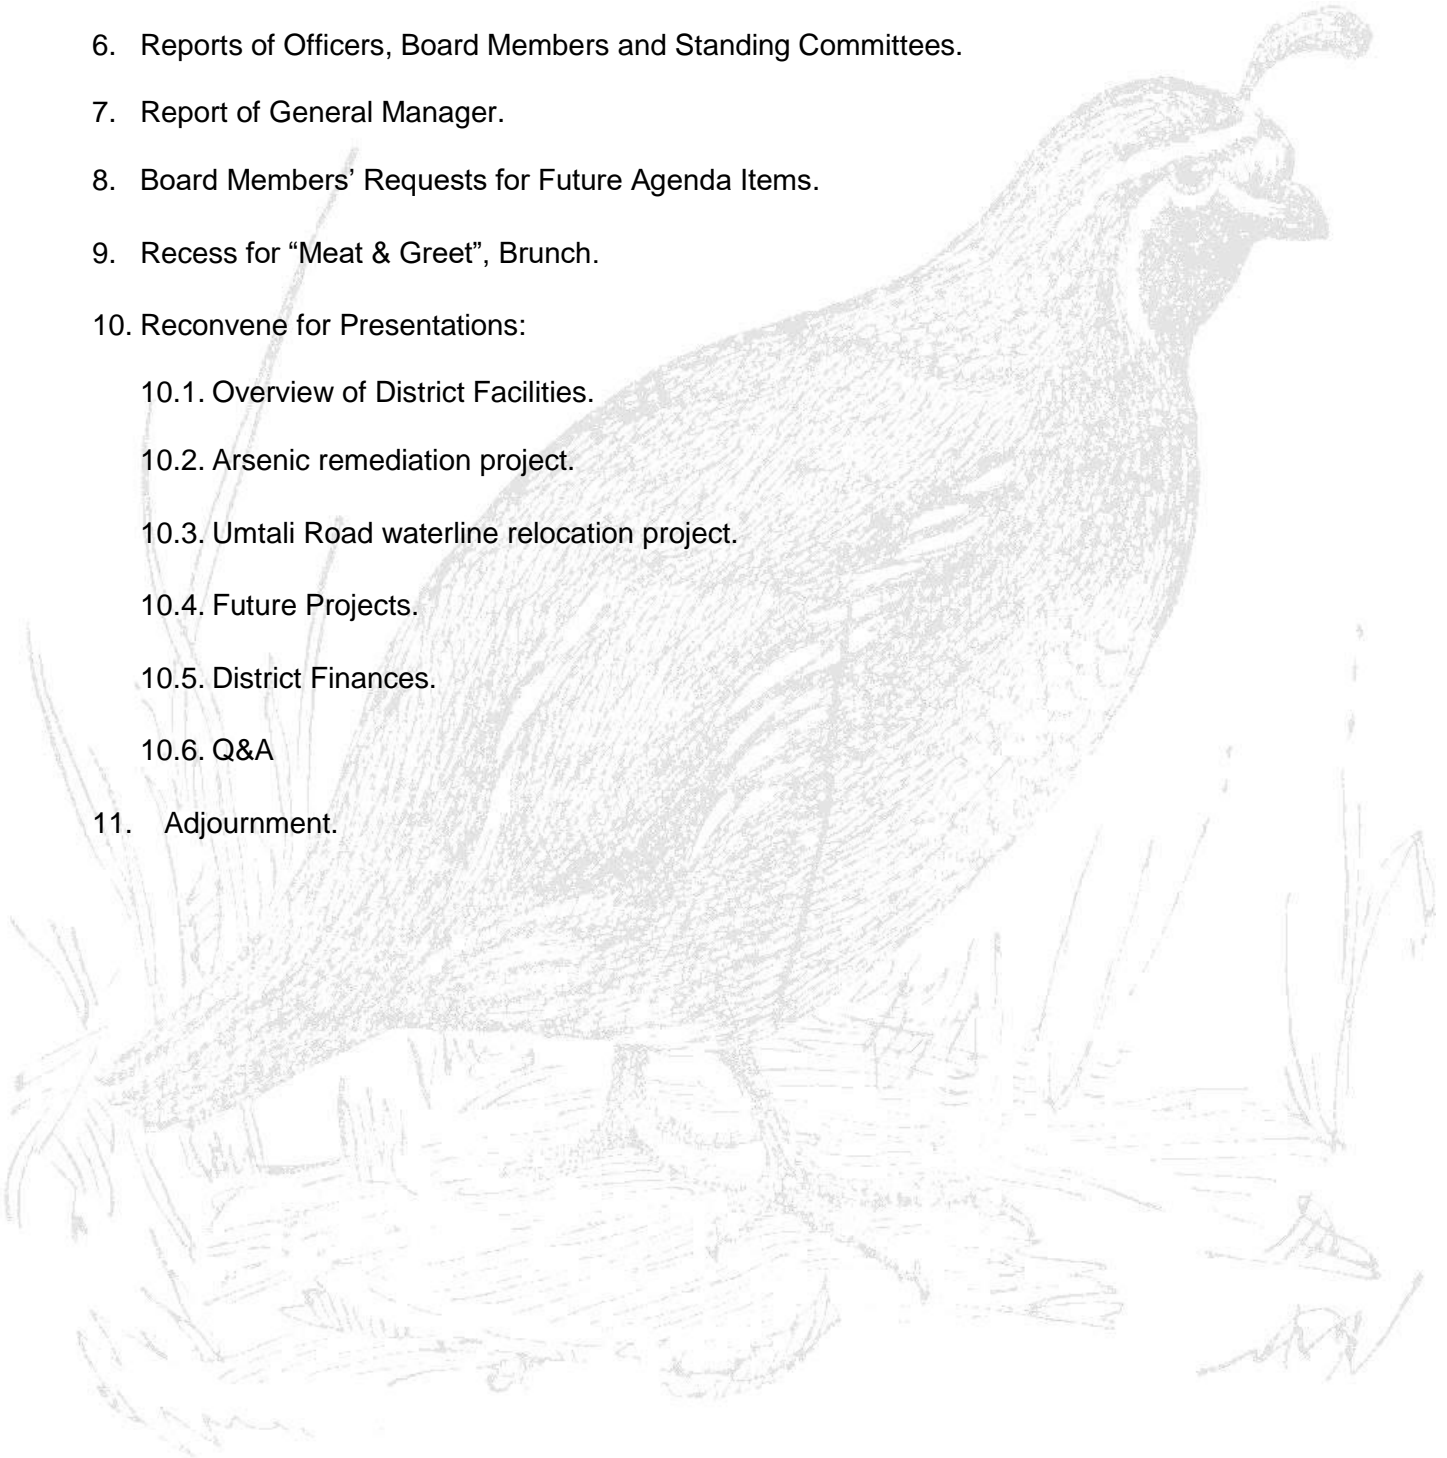 6. Reports of Officers, Board Members and Standing Committees.
7. Report of General Manager.
8. Board Members’ Requests for Future Agenda Items.
9. Recess for “Meat & Greet”, Brunch.
10. Reconvene for Presentations:
10.1. Overview of District Facilities.
10.2. Arsenic remediation project.
10.3. Umtali Road waterline relocation project.
10.4. Future Projects.
10.5. District Finances.
10.6. Q&A
11. Adjournment.